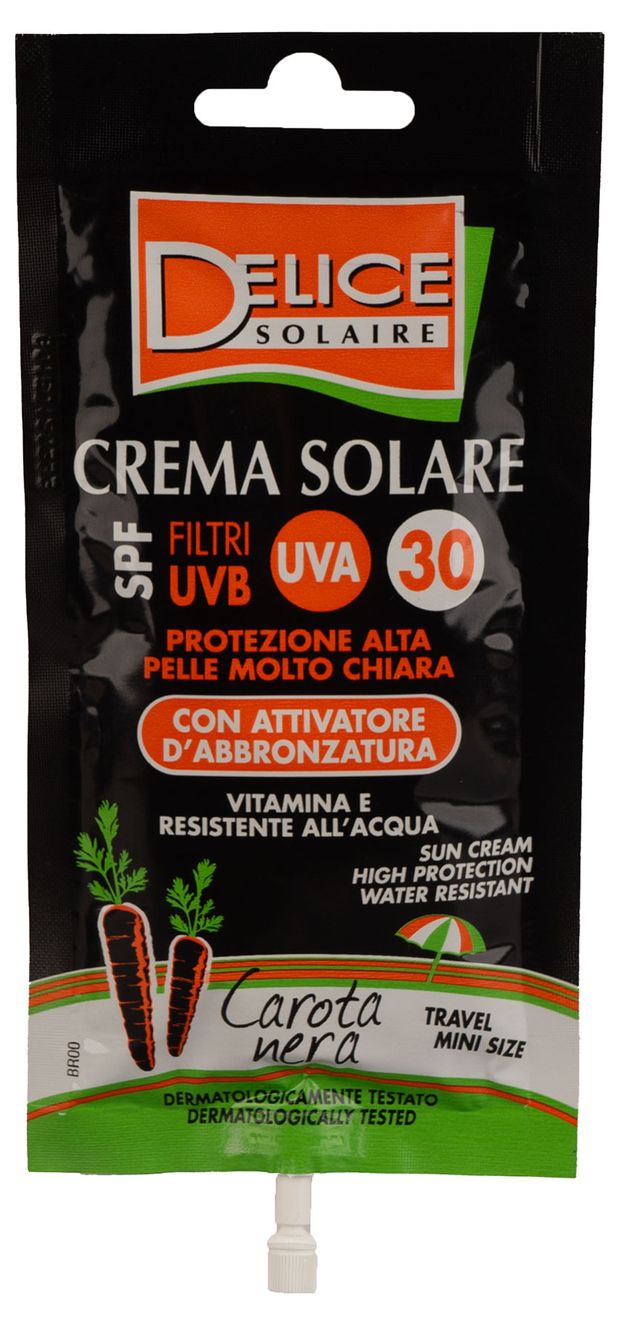 DELICE
SOLAIRE
CREMA SOLARE
SPF
FILTRI
UVB
UVA
30
PROTEZIONE ALTA
PELLE MOLTO CHIARA
CON ATTIVATORE
D'ABBRONZATURA
VITAMINA E
RESISTENTE ALL'ACQUA
SUN CREAM
HIGH PROTECTION
WATER RESISTANT
Carota
nera
TRAVEL
MINI SIZE
BR00
DERMATOLOGICAMENTE TESTATO
DERMATOLOGICALLY TESTED